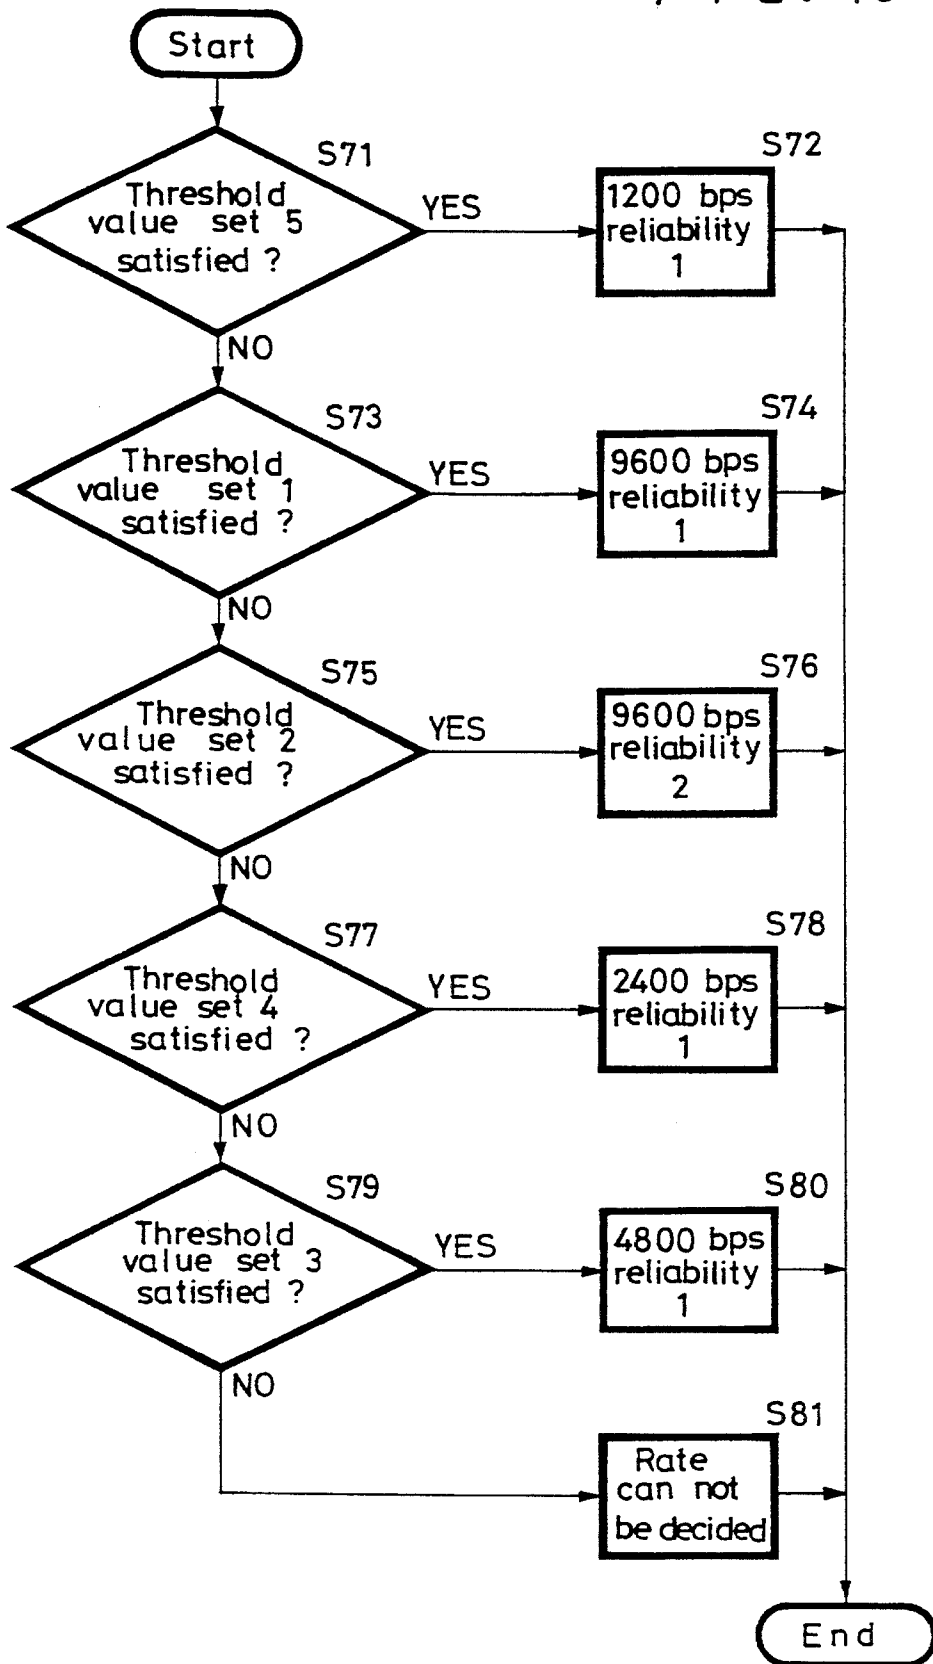 Start
S71
Threshold
value set 5
satisfied ?
YES
NO
S72
1200 bps
reliability
1
S73
Threshold
value set 1
satisfied ?
YES
NO
S74
9600 bps
reliability
1
S75
Threshold
value set 2
satisfied ?
YES
NO
S76
9600 bps
reliability
2
S77
Threshold
value set 4
satisfied ?
YES
NO
S78
2400 bps
reliability
1
S79
Threshold
value set 3
satisfied ?
YES
NO
S80
4800 bps
reliability
1
S81
Rate
can not
be decided
End